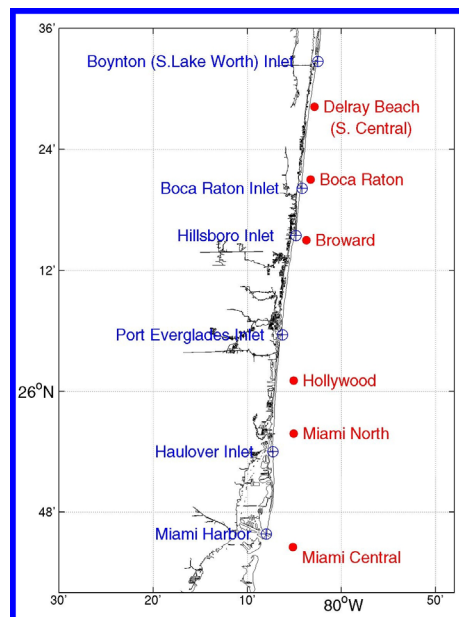 36'
Boynton (S.Lake Worth) Inlet
Delray Beach
(S. Central)
24'
Boca Raton
Boca Raton Inlet
Hillsboro Inlet
Broward
12'
Port Everglades Inlet
Hollywood
26°N
Miami North
Haulover Inlet
48'
Miami Harbor
Miami Central
30'
20'
10'
80°W
50'